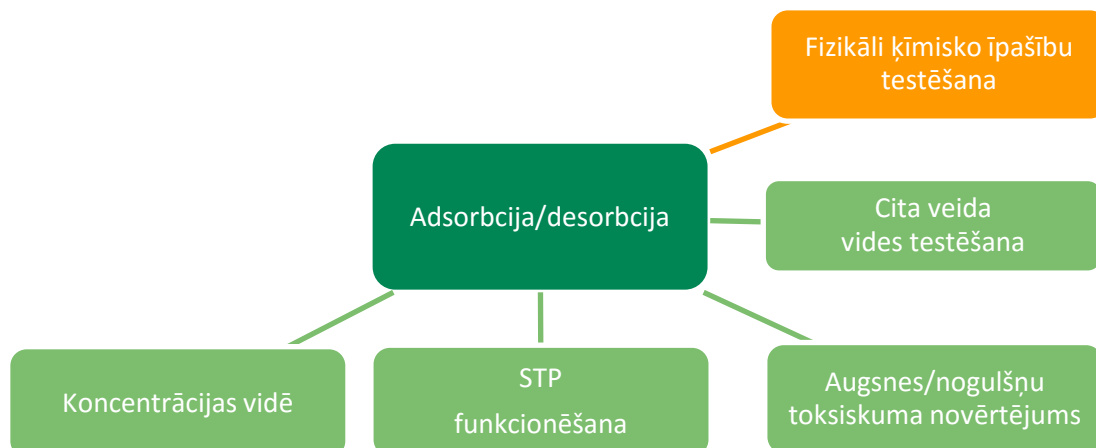 Fizikāli ķīmisko īpašību
testēšana
Adsorbcija/desorbcija
Cita veida
vides testēšana
Koncentrācijas vidē
STP
funkcionēšana
Augsnes/nogulšņu
toksiskuma novērtējums